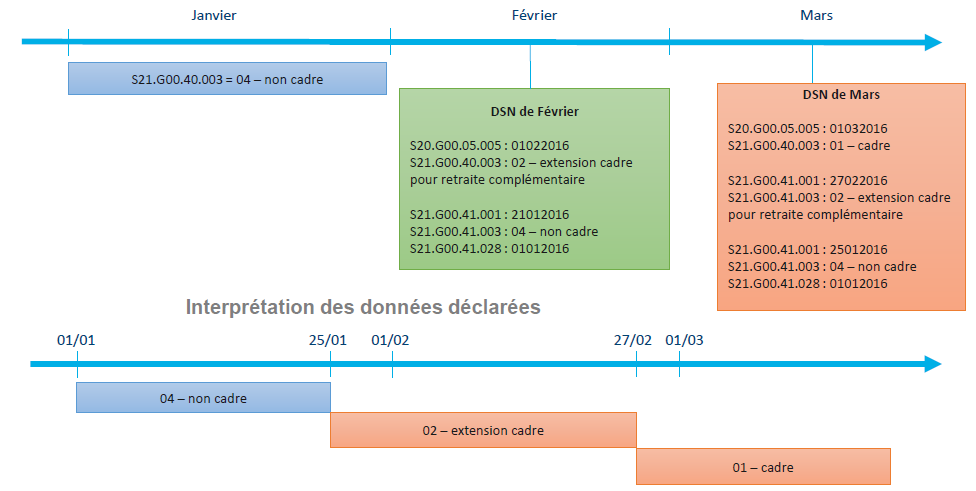 Janvier
Février
Mars
S21.G00.40.003 = 04 – non cadre
DSN de Février
S20.G00.05.005 : 01022016
S21.G00.40.003 : 02 – extension cadre
pour retraite complémentaire
S21.G00.41.001 : 21012016
S21.G00.41.003 : 04 – non cadre
S21.G00.41.028 : 01012016
DSN de Mars
S20.G00.05.005 : 01032016
S21.G00.40.003 : 01 – cadre
S21.G00.41.001 : 27022016
S21.G00.41.003 : 02 – extension cadre
pour retraite complémentaire
S21.G00.41.001 : 25012016
S21.G00.41.003 : 04 – non cadre
S21.G00.41.028 : 01012016
Interprétation des données déclarées
01/01
25/01
01/02
27/02
01/03
04 – non cadre
02 – extension cadre
01 – cadre